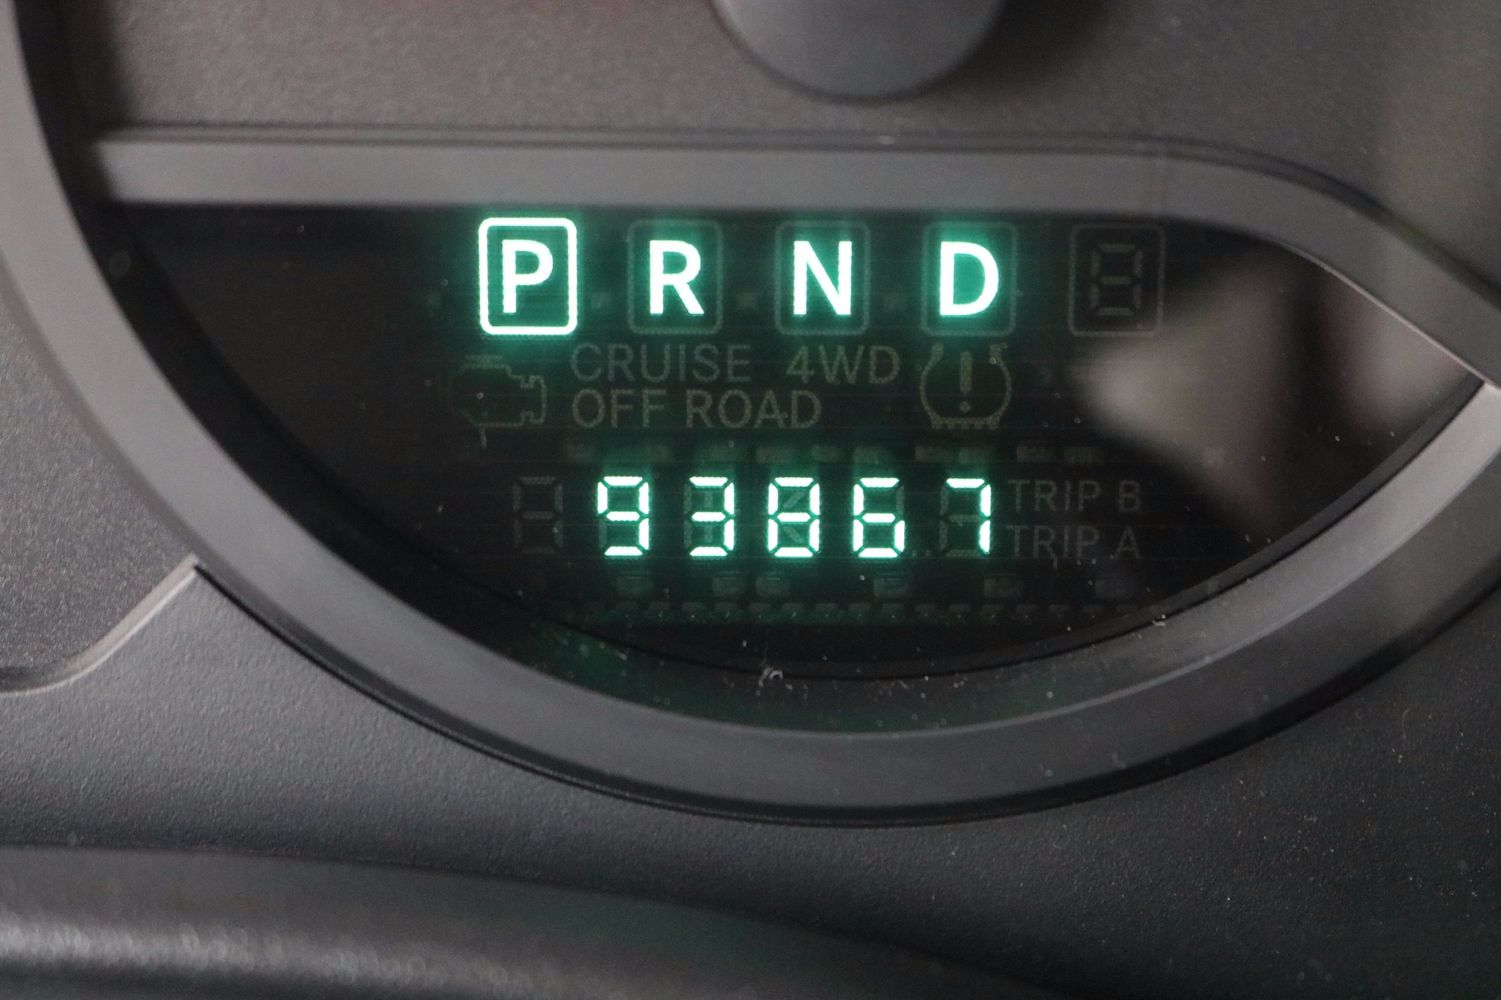 P R N D
CRUISE 4WD
OFF ROAD
93867 TRIP B
TRIP A